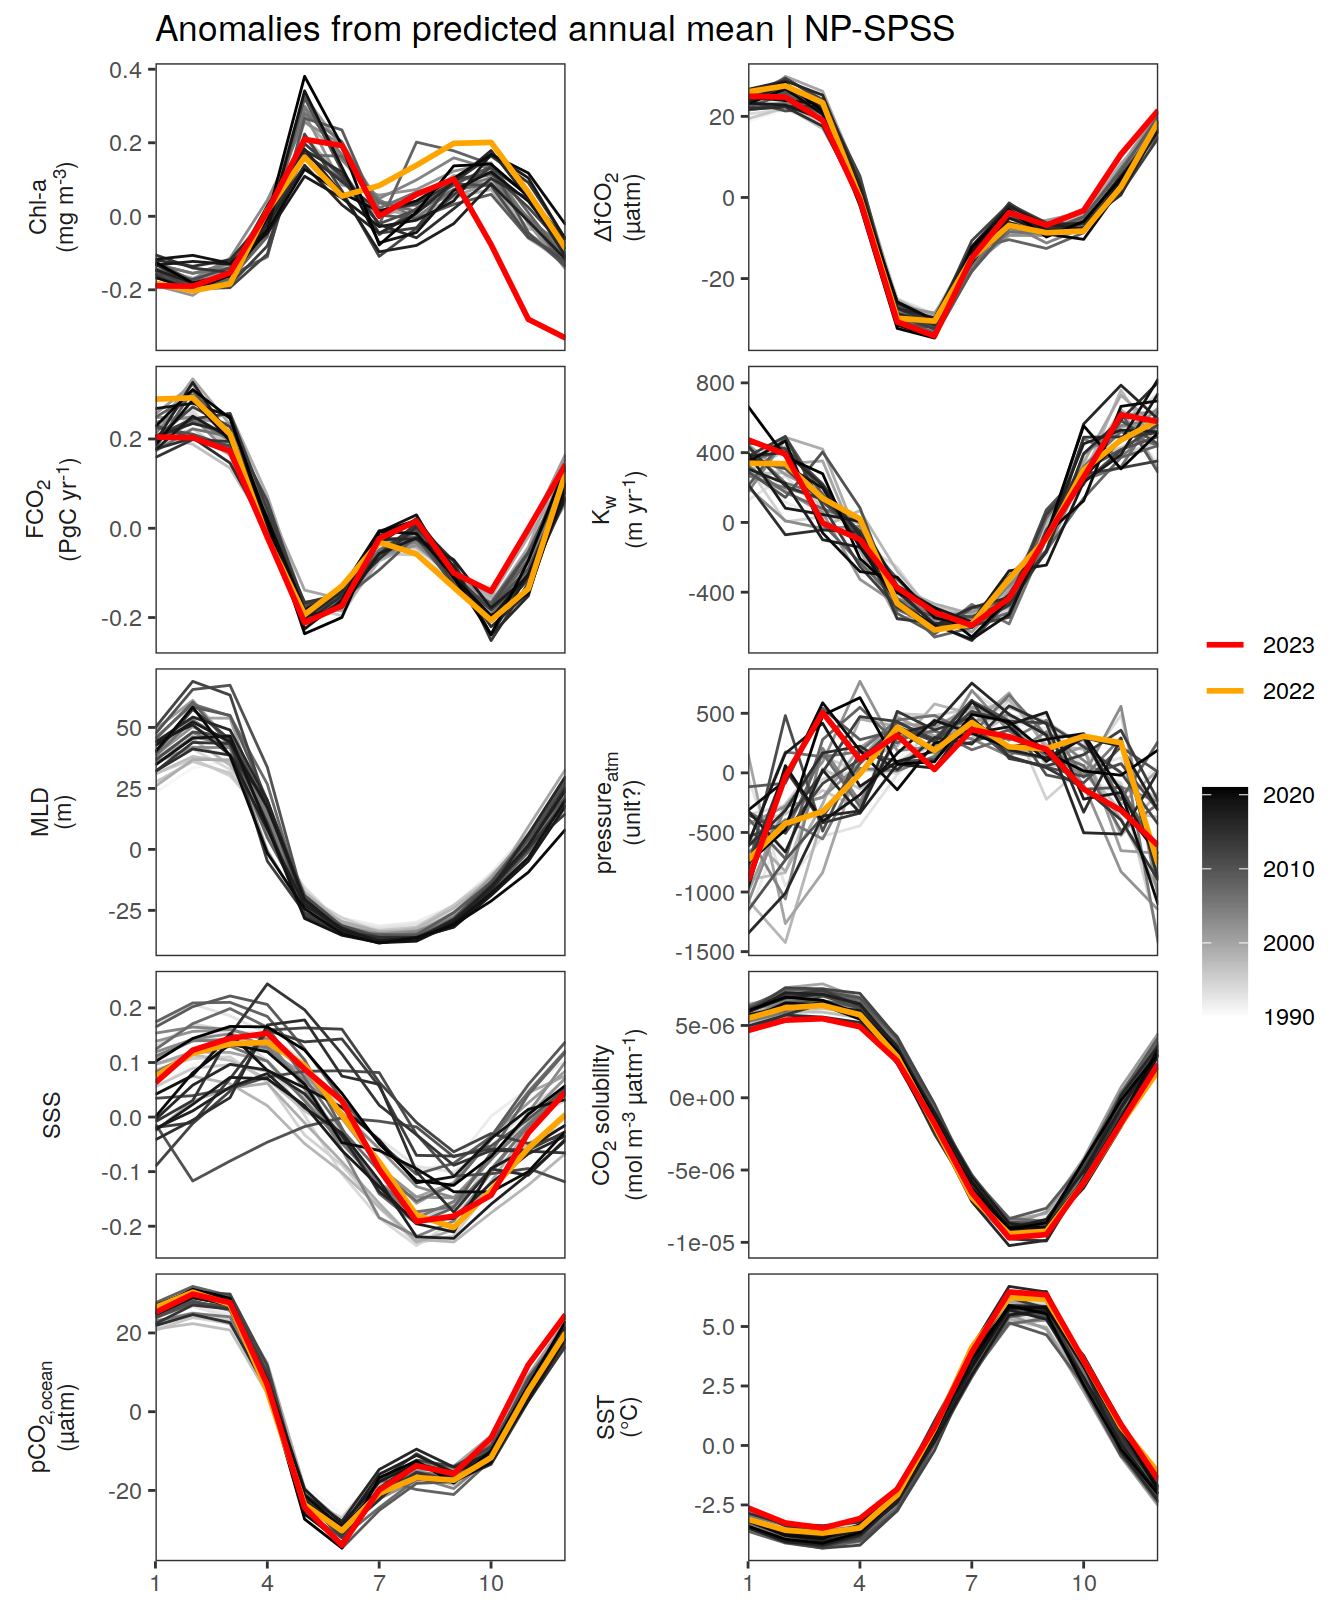 Anomalies from predicted annual mean | NP-SPSS
Chl-a
(mg m-3)
0.4
0.2
0.0
-0.2
ΔfCO2
(µatm)
20
0
-20
FCO2
(PgC yr-1)
0.2
0.0
-0.2
Kw
(m yr-1)
800
400
0
-400
MLD
(m)
50
25
0
-25
pressureatm
(unit?)
500
0
-500
-1000
-1500
SSS
0.2
0.1
0.0
-0.1
-0.2
CO2 solubility
(mol m-3 µatm-1)
5e-06
0e+00
-5e-06
-1e-05
pCO2,ocean
(µatm)
20
0
-20
1 4 7 10
SST
(°C)
5.0
2.5
0.0
-2.5
1 4 7 10
2023
2022
2020
2010
2000
1990